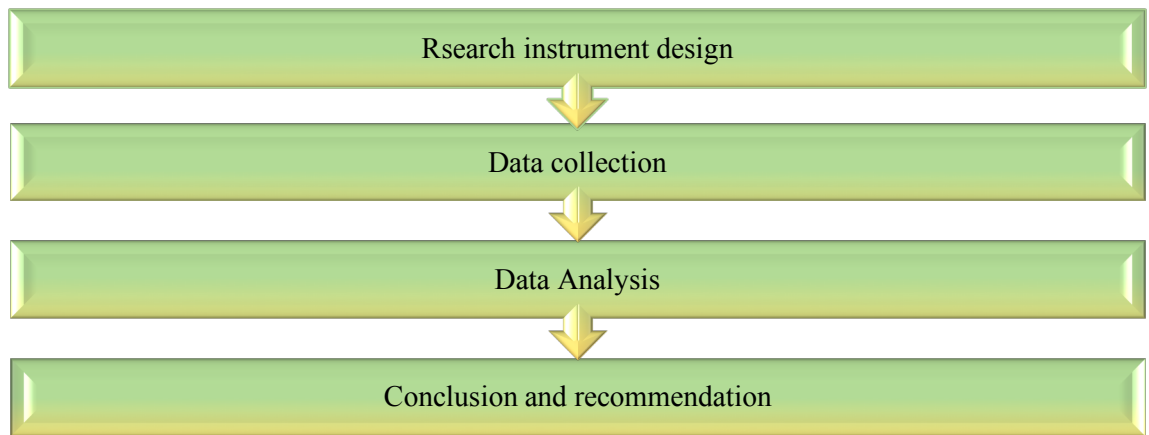 Rsearch instrument design
Data collection
Data Analysis
Conclusion and recommendation